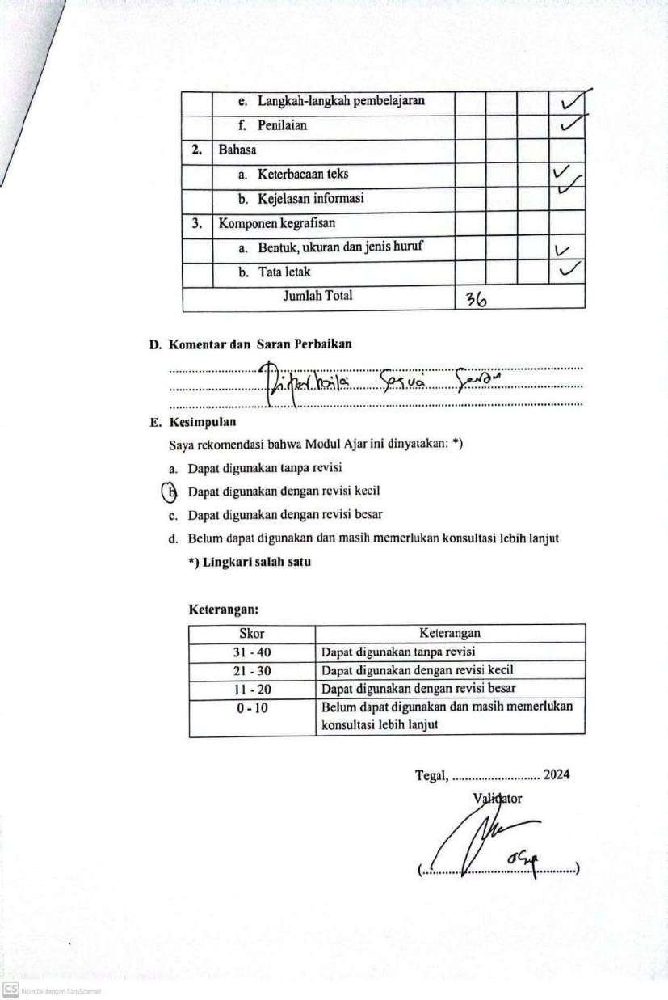 e. Langkah-langkah pembelajaran ✓
f. Penilaian ✓
2. Bahasa
a. Keterbacaan teks ✓
b. Kejelasan informasi ✓
3. Komponen kegrafisan
a. Bentuk, ukuran dan jenis huruf ✓
b. Tata letak ✓
Jumlah Total 36
D. Komentar dan Saran Perbaikan
Diperbaiki Sesuai Saran
E. Kesimpulan
Saya rekomendasi bahwa Modul Ajar ini dinyatakan: *)
a. Dapat digunakan tanpa revisi
b Dapat digunakan dengan revisi kecil
c. Dapat digunakan dengan revisi besar
d. Belum dapat digunakan dan masih memerlukan konsultasi lebih lanjut
*) Lingkari salah satu
Keterangan:
Skor Keterangan
31 - 40 Dapat digunakan tanpa revisi
21 - 30 Dapat digunakan dengan revisi kecil
11 - 20 Dapat digunakan dengan revisi besar
0 - 10 Belum dapat digunakan dan masih memerlukan
konsultasi lebih lanjut
Tegal, ........................... 2024
Validator
(...............................................)
CS Dipindai dengan CamScanner